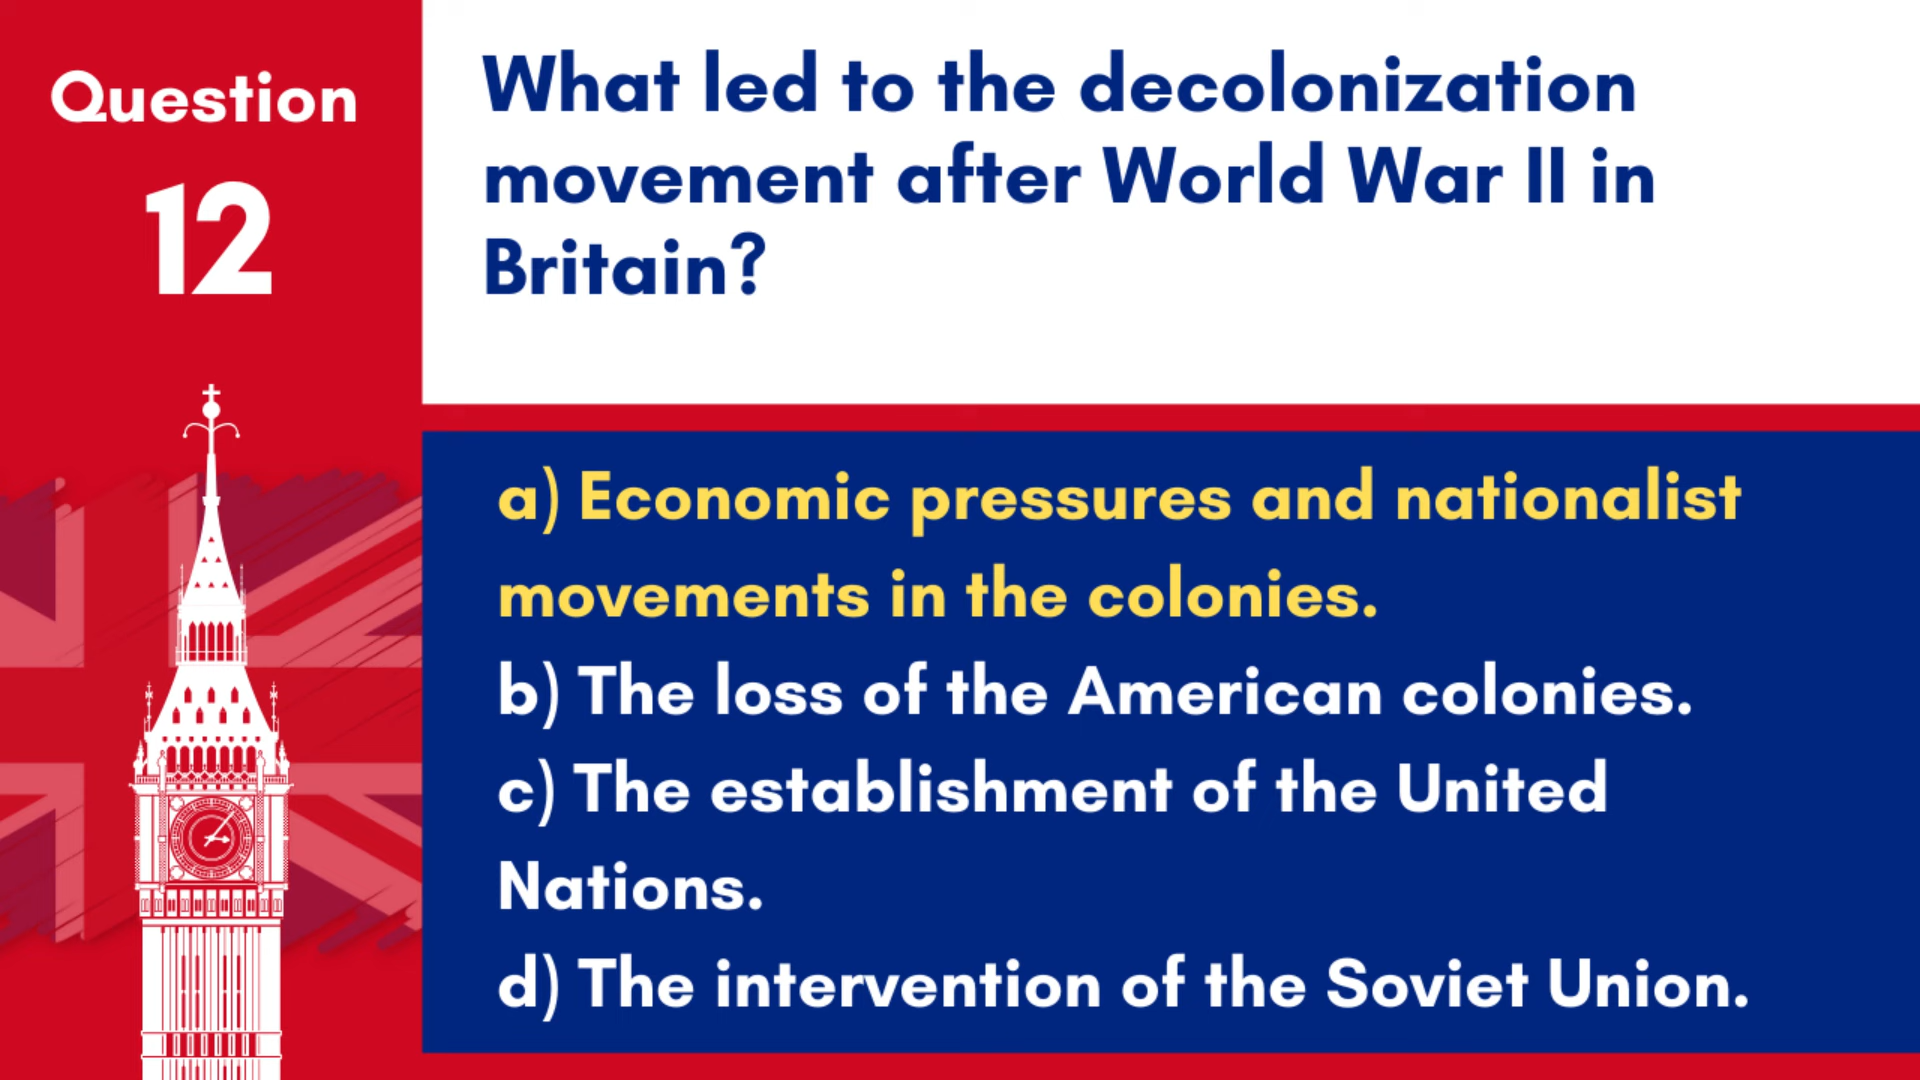 Question
12
What led to the decolonization
movement after World War II in
Britain?
a) Economic pressures and nationalist
movements in the colonies.
b) The loss of the American colonies.
c) The establishment of the United
Nations.
d) The intervention of the Soviet Union.